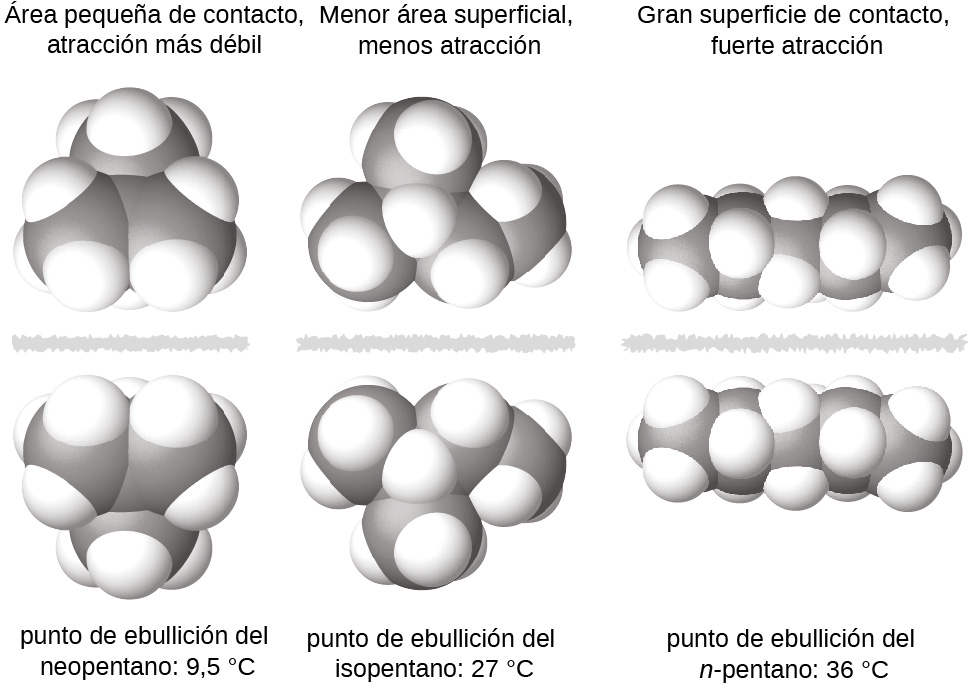 Área pequeña de contacto,
atracción más débil
Menor área superficial,
menos atracción
Gran superficie de contacto,
fuerte atracción
punto de ebullición del
neopentano: 9,5 °C
punto de ebullición del
isopentano: 27 °C
punto de ebullición del
n-pentano: 36 °C